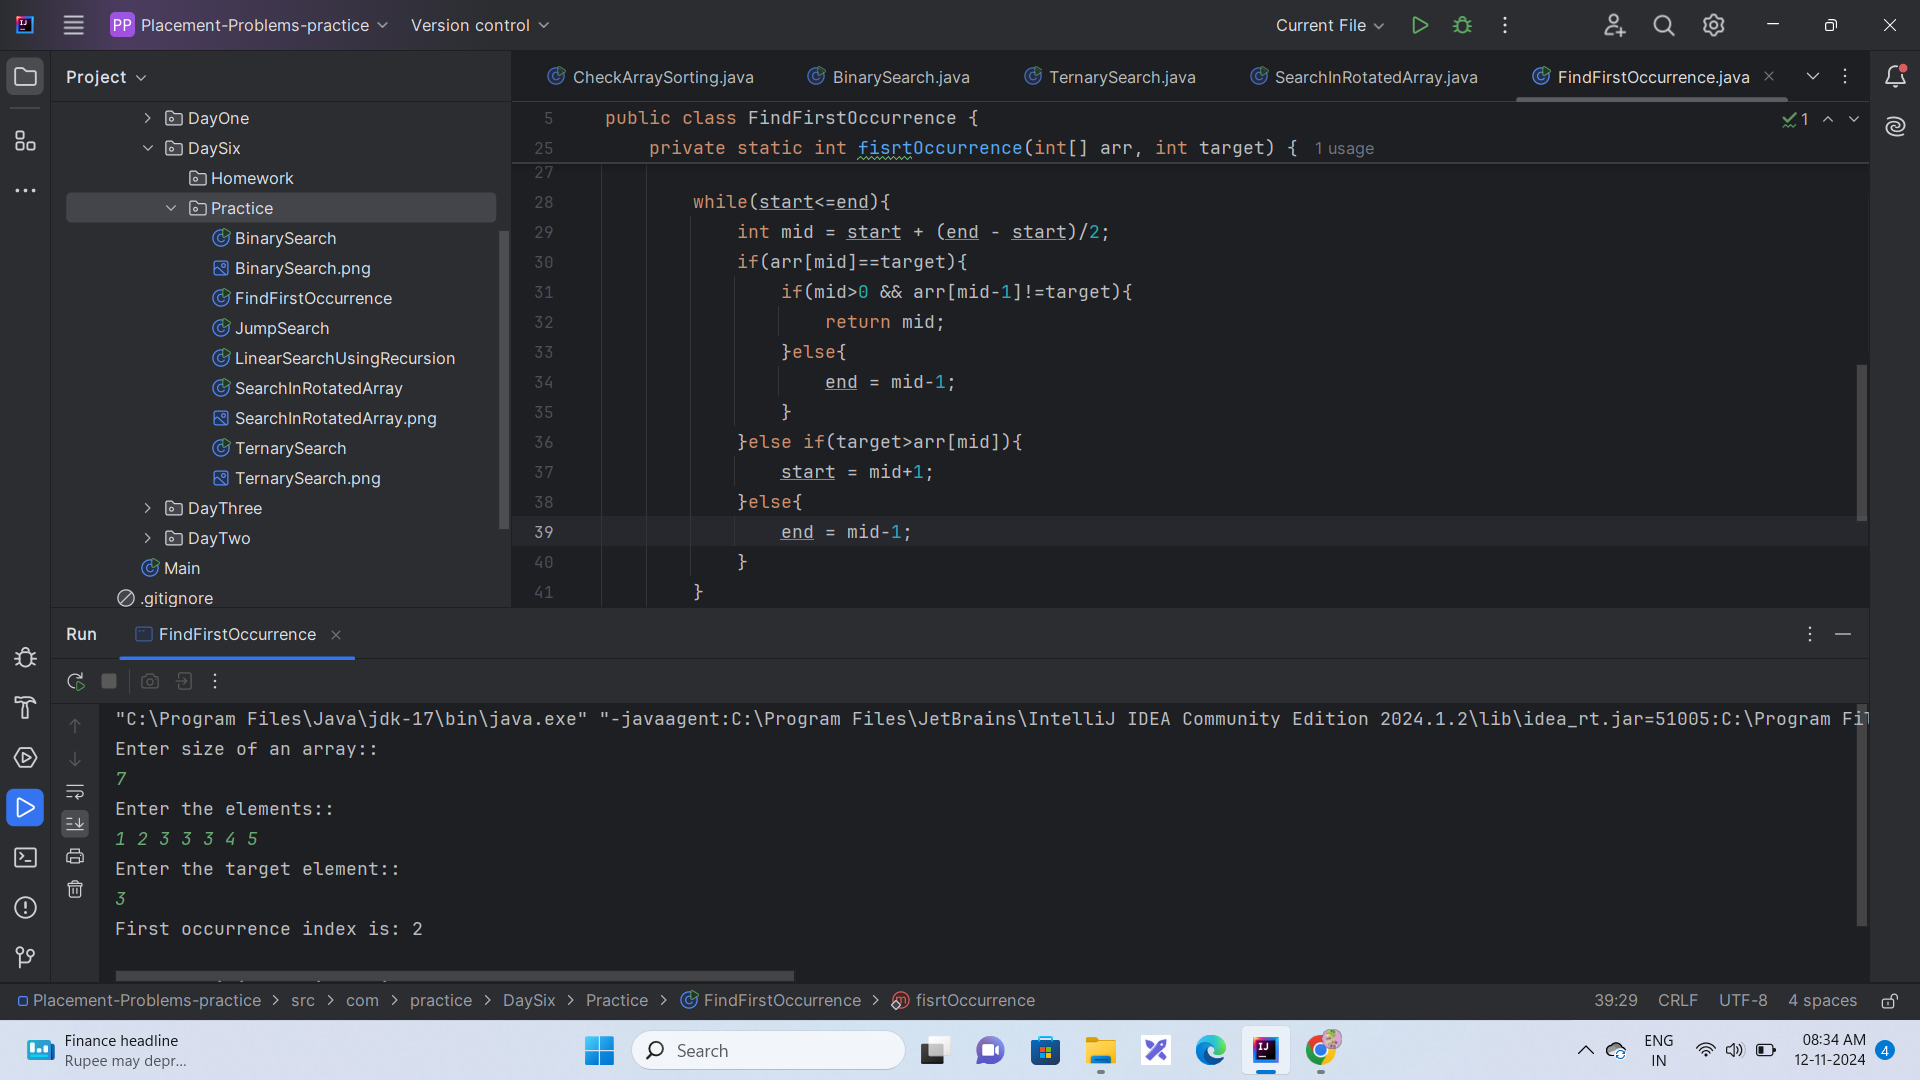 PP Placement-Problems-practice Version control Current File
Project
CheckArraySorting.java BinarySearch.java TernarySearch.java SearchInRotatedArray.java FindFirstOccurrence.java
DayOne
DaySix
Homework
Practice
BinarySearch
BinarySearch.png
FindFirstOccurrence
JumpSearch
LinearSearchUsingRecursion
SearchInRotatedArray
SearchInRotatedArray.png
TernarySearch
TernarySearch.png
DayThree
DayTwo
Main
.gitignore
5 public class FindFirstOccurrence { 1
25 private static int fisrtOccurrence(int[] arr, int target) { 1 usage
27
28 while(start<=end){
29 int mid = start + (end - start)/2;
30 if(arr[mid]==target){
31 if(mid>0 && arr[mid-1]!=target){
32 return mid;
33 }else{
34 end = mid-1;
35 }
36 }else if(target>arr[mid]){
37 start = mid+1;
38 }else{
39 end = mid-1;
40 }
41 }
Run FindFirstOccurrence
"C:\Program Files\Java\jdk-17\bin\java.exe" "-javaagent:C:\Program Files\JetBrains\IntelliJ IDEA Community Edition 2024.1.2\lib\idea_rt.jar=51005:C:\Program Fil
Enter size of an array::
7
Enter the elements::
1 2 3 3 3 4 5
Enter the target element::
3
First occurrence index is: 2
Placement-Problems-practice > src > com > practice > DaySix > Practice > FindFirstOccurrence > fisrtOccurrence 39:29 CRLF UTF-8 4 spaces
Finance headline
Rupee may depr...
Search
ENG
IN
08:34 AM
12-11-2024
4